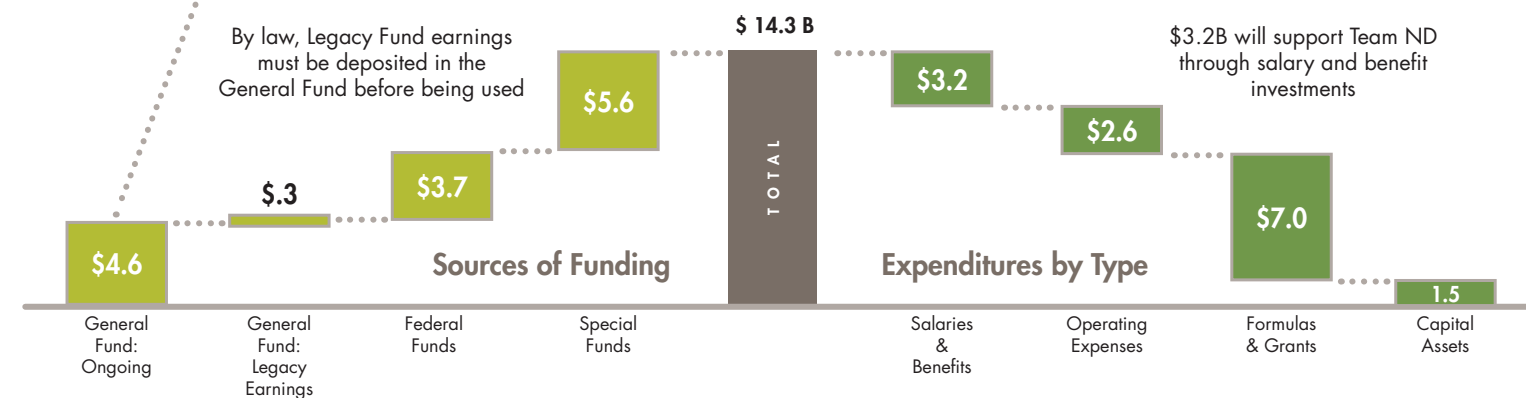 By law, Legacy Fund earnings
must be deposited in the
General Fund before being used
$ 14.3 B
$3.2B will support Team ND
through salary and benefit
investments
$4.6
$.3
$3.7
$5.6
TOTAL
$3.2
$2.6
$7.0
1.5
Sources of Funding
Expenditures by Type
General
Fund:
Ongoing
General
Fund:
Legacy
Earnings
Federal
Funds
Special
Funds
Salaries
&
Benefits
Operating
Expenses
Formulas
& Grants
Capital
Assets